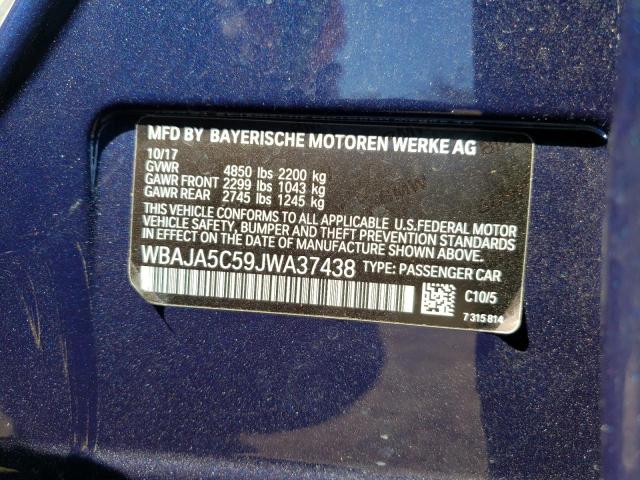 MFD BY BAYERISCHE MOTOREN WERKE AG
10/17
GVWR 4850 lbs 2200 kg
GAWR FRONT 2299 lbs 1043 kg
GAWR REAR 2745 lbs 1245 kg
THIS VEHICLE CONFORMS TO ALL APPLICABLE U.S.FEDERAL MOTOR
VEHICLE SAFETY, BUMPER AND THEFT PREVENTION STANDARDS
IN EFFECT ON THE DATE OF MANUFACTURE SHOWN ABOVE.
WBAJA5C59JWA37438 TYPE: PASSENGER CAR
C10/5
7 315 814